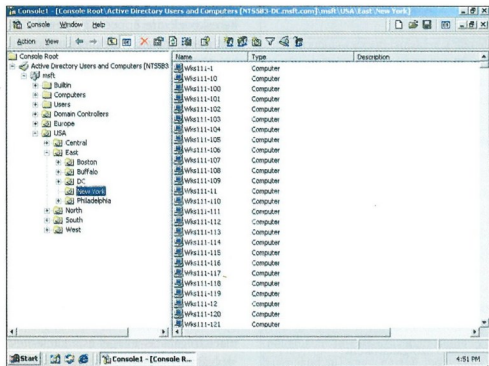 Console1 - [Console Root\Active Directory Users and Computers [NTS5B3-DC.msft.com]\msft\USA\East\New York]
Console Window Help
Action View
Console Root
Active Directory Users and Computers [NTS5B3
msft
Builtin
Computers
Users
Domain Controllers
Europe
USA
Central
East
Boston
Buffalo
DC
New York
Philadelphia
North
South
West
Name Type Description
Wks111-1 Computer
Wks111-10 Computer
Wks111-100 Computer
Wks111-101 Computer
Wks111-102 Computer
Wks111-103 Computer
Wks111-104 Computer
Wks111-105 Computer
Wks111-106 Computer
Wks111-107 Computer
Wks111-108 Computer
Wks111-109 Computer
Wks111-11 Computer
Wks111-110 Computer
Wks111-111 Computer
Wks111-112 Computer
Wks111-113 Computer
Wks111-114 Computer
Wks111-115 Computer
Wks111-116 Computer
Wks111-117 Computer
Wks111-118 Computer
Wks111-119 Computer
Wks111-12 Computer
Wks111-120 Computer
Wks111-121 Computer
Start
Console1 - [Console R...
4:51 PM